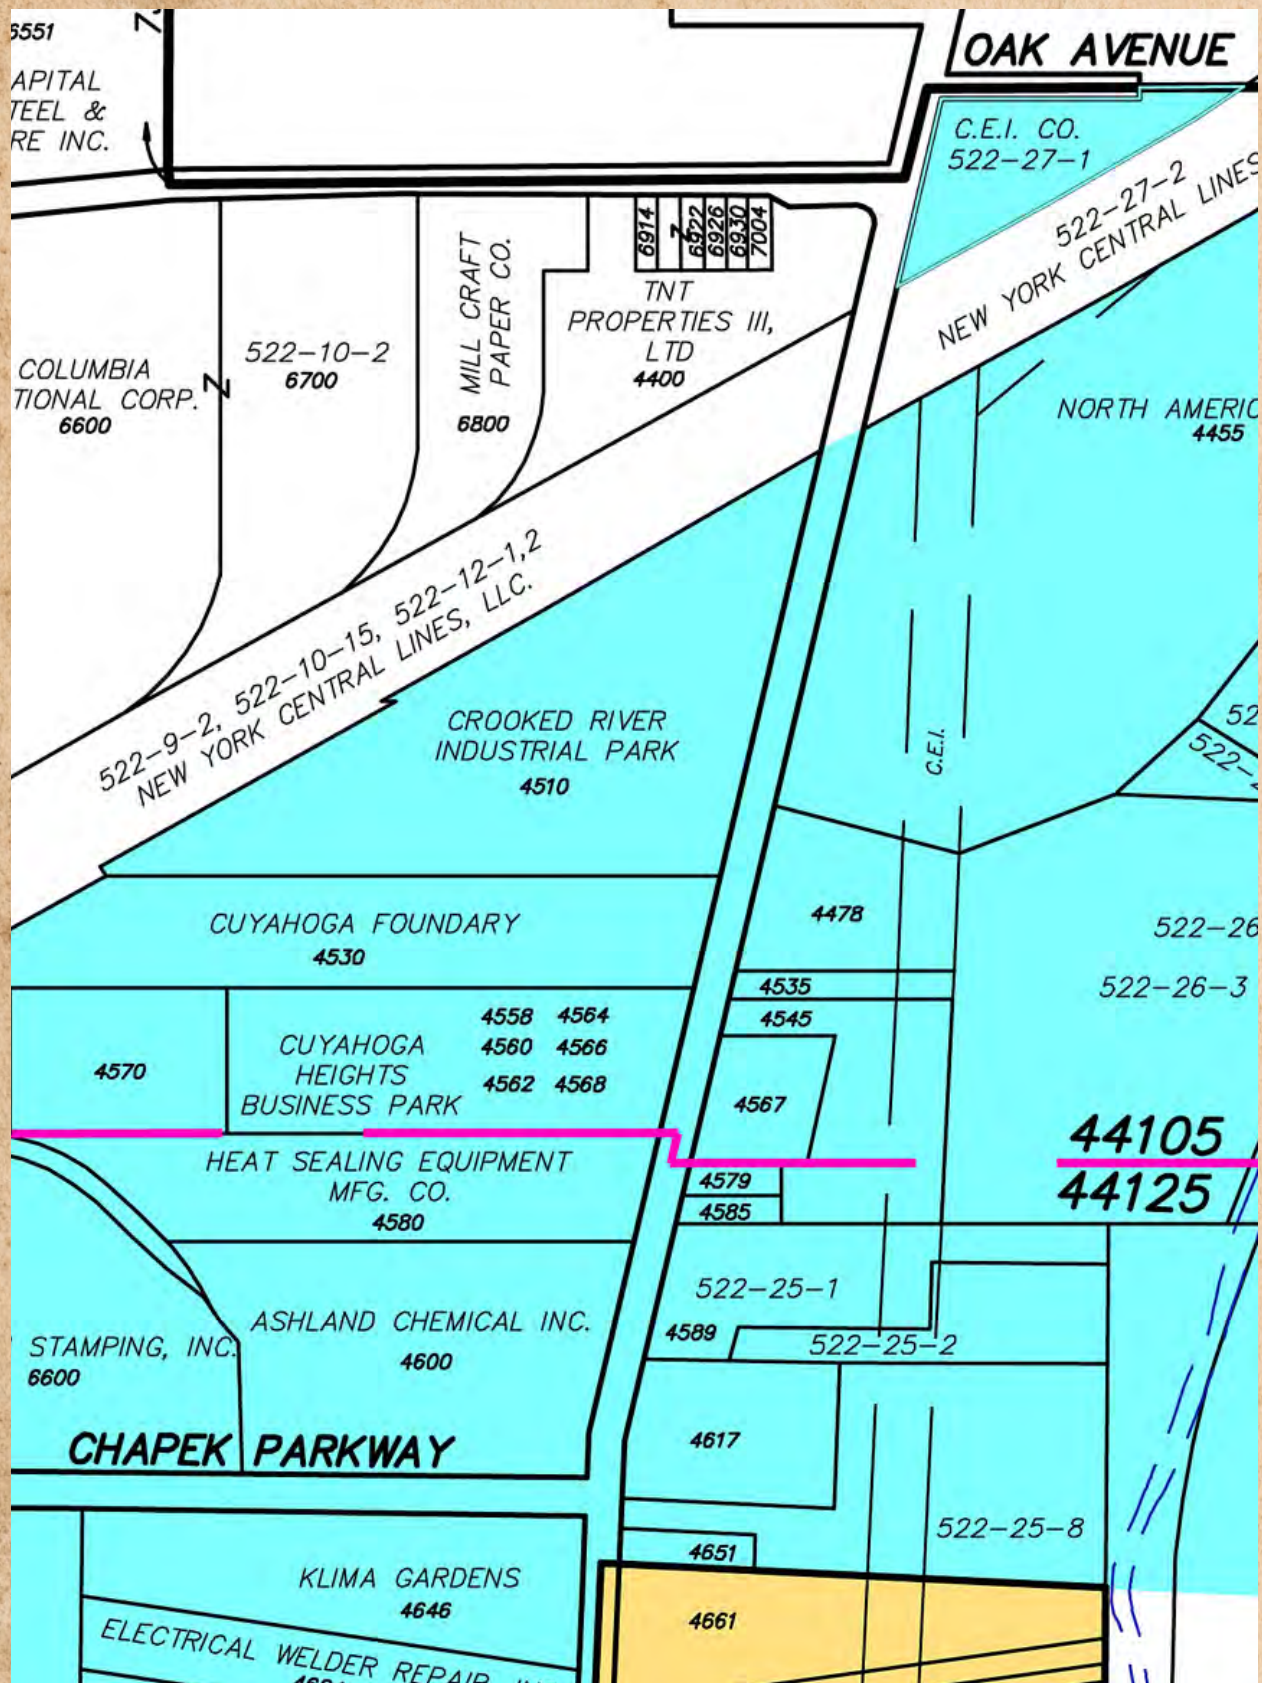 6551
OAK AVENUE
APITAL
TEEL &
RE INC.
C.E.I. CO.
522-27-1
522-27-2
NEW YORK CENTRAL LINES
6914
6922
6926
6930
7004
MILL CRAFT
PAPER CO.
6800
TNT
PROPERTIES III,
LTD
4400
522-10-2
6700
COLUMBIA
TIONAL CORP.
6600
NORTH AMERIC
4455
522-9-2, 522-10-15, 522-12-1,2
NEW YORK CENTRAL LINES, LLC.
CROOKED RIVER
INDUSTRIAL PARK
4510
C.E.I.
52
522-
CUYAHOGA FOUNDARY
4530
4478
522-26
522-26-3
4535
4545
4558 4564
4560 4566
4562 4568
CUYAHOGA
HEIGHTS
BUSINESS PARK
4570
4567
44105
44125
HEAT SEALING EQUIPMENT
MFG. CO.
4580
4579
4585
522-25-1
4589
522-25-2
ASHLAND CHEMICAL INC.
4600
STAMPING, INC.
6600
CHAPEK PARKWAY
4617
522-25-8
4651
KLIMA GARDENS
4646
4661
ELECTRICAL WELDER REPAIR